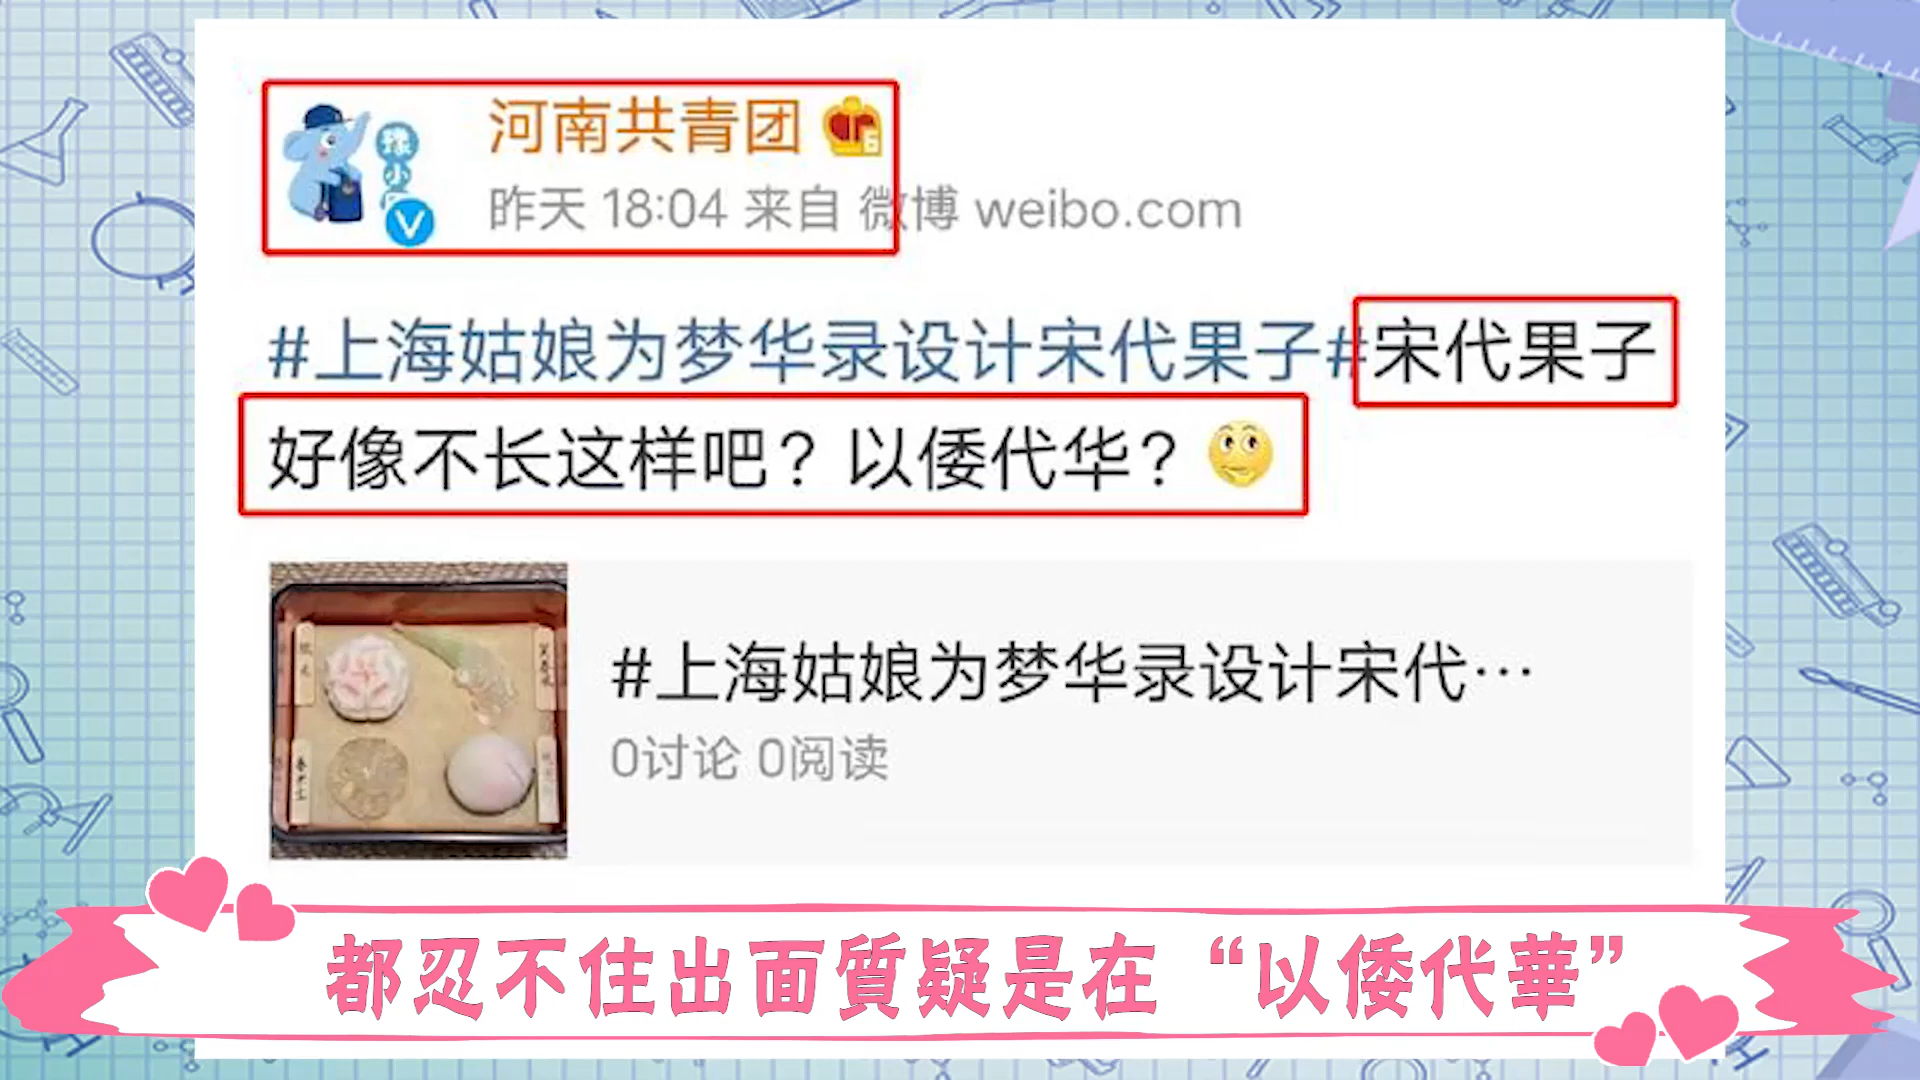 河南共青团
豫小
昨天 18:04 来自 微博 weibo.com
#上海姑娘为梦华录设计宋代果子#宋代果子
好像不长这样吧？以倭代华？
#上海姑娘为梦华录设计宋代…
0讨论 0阅读
都忍不住出面質疑是在“以倭代華”